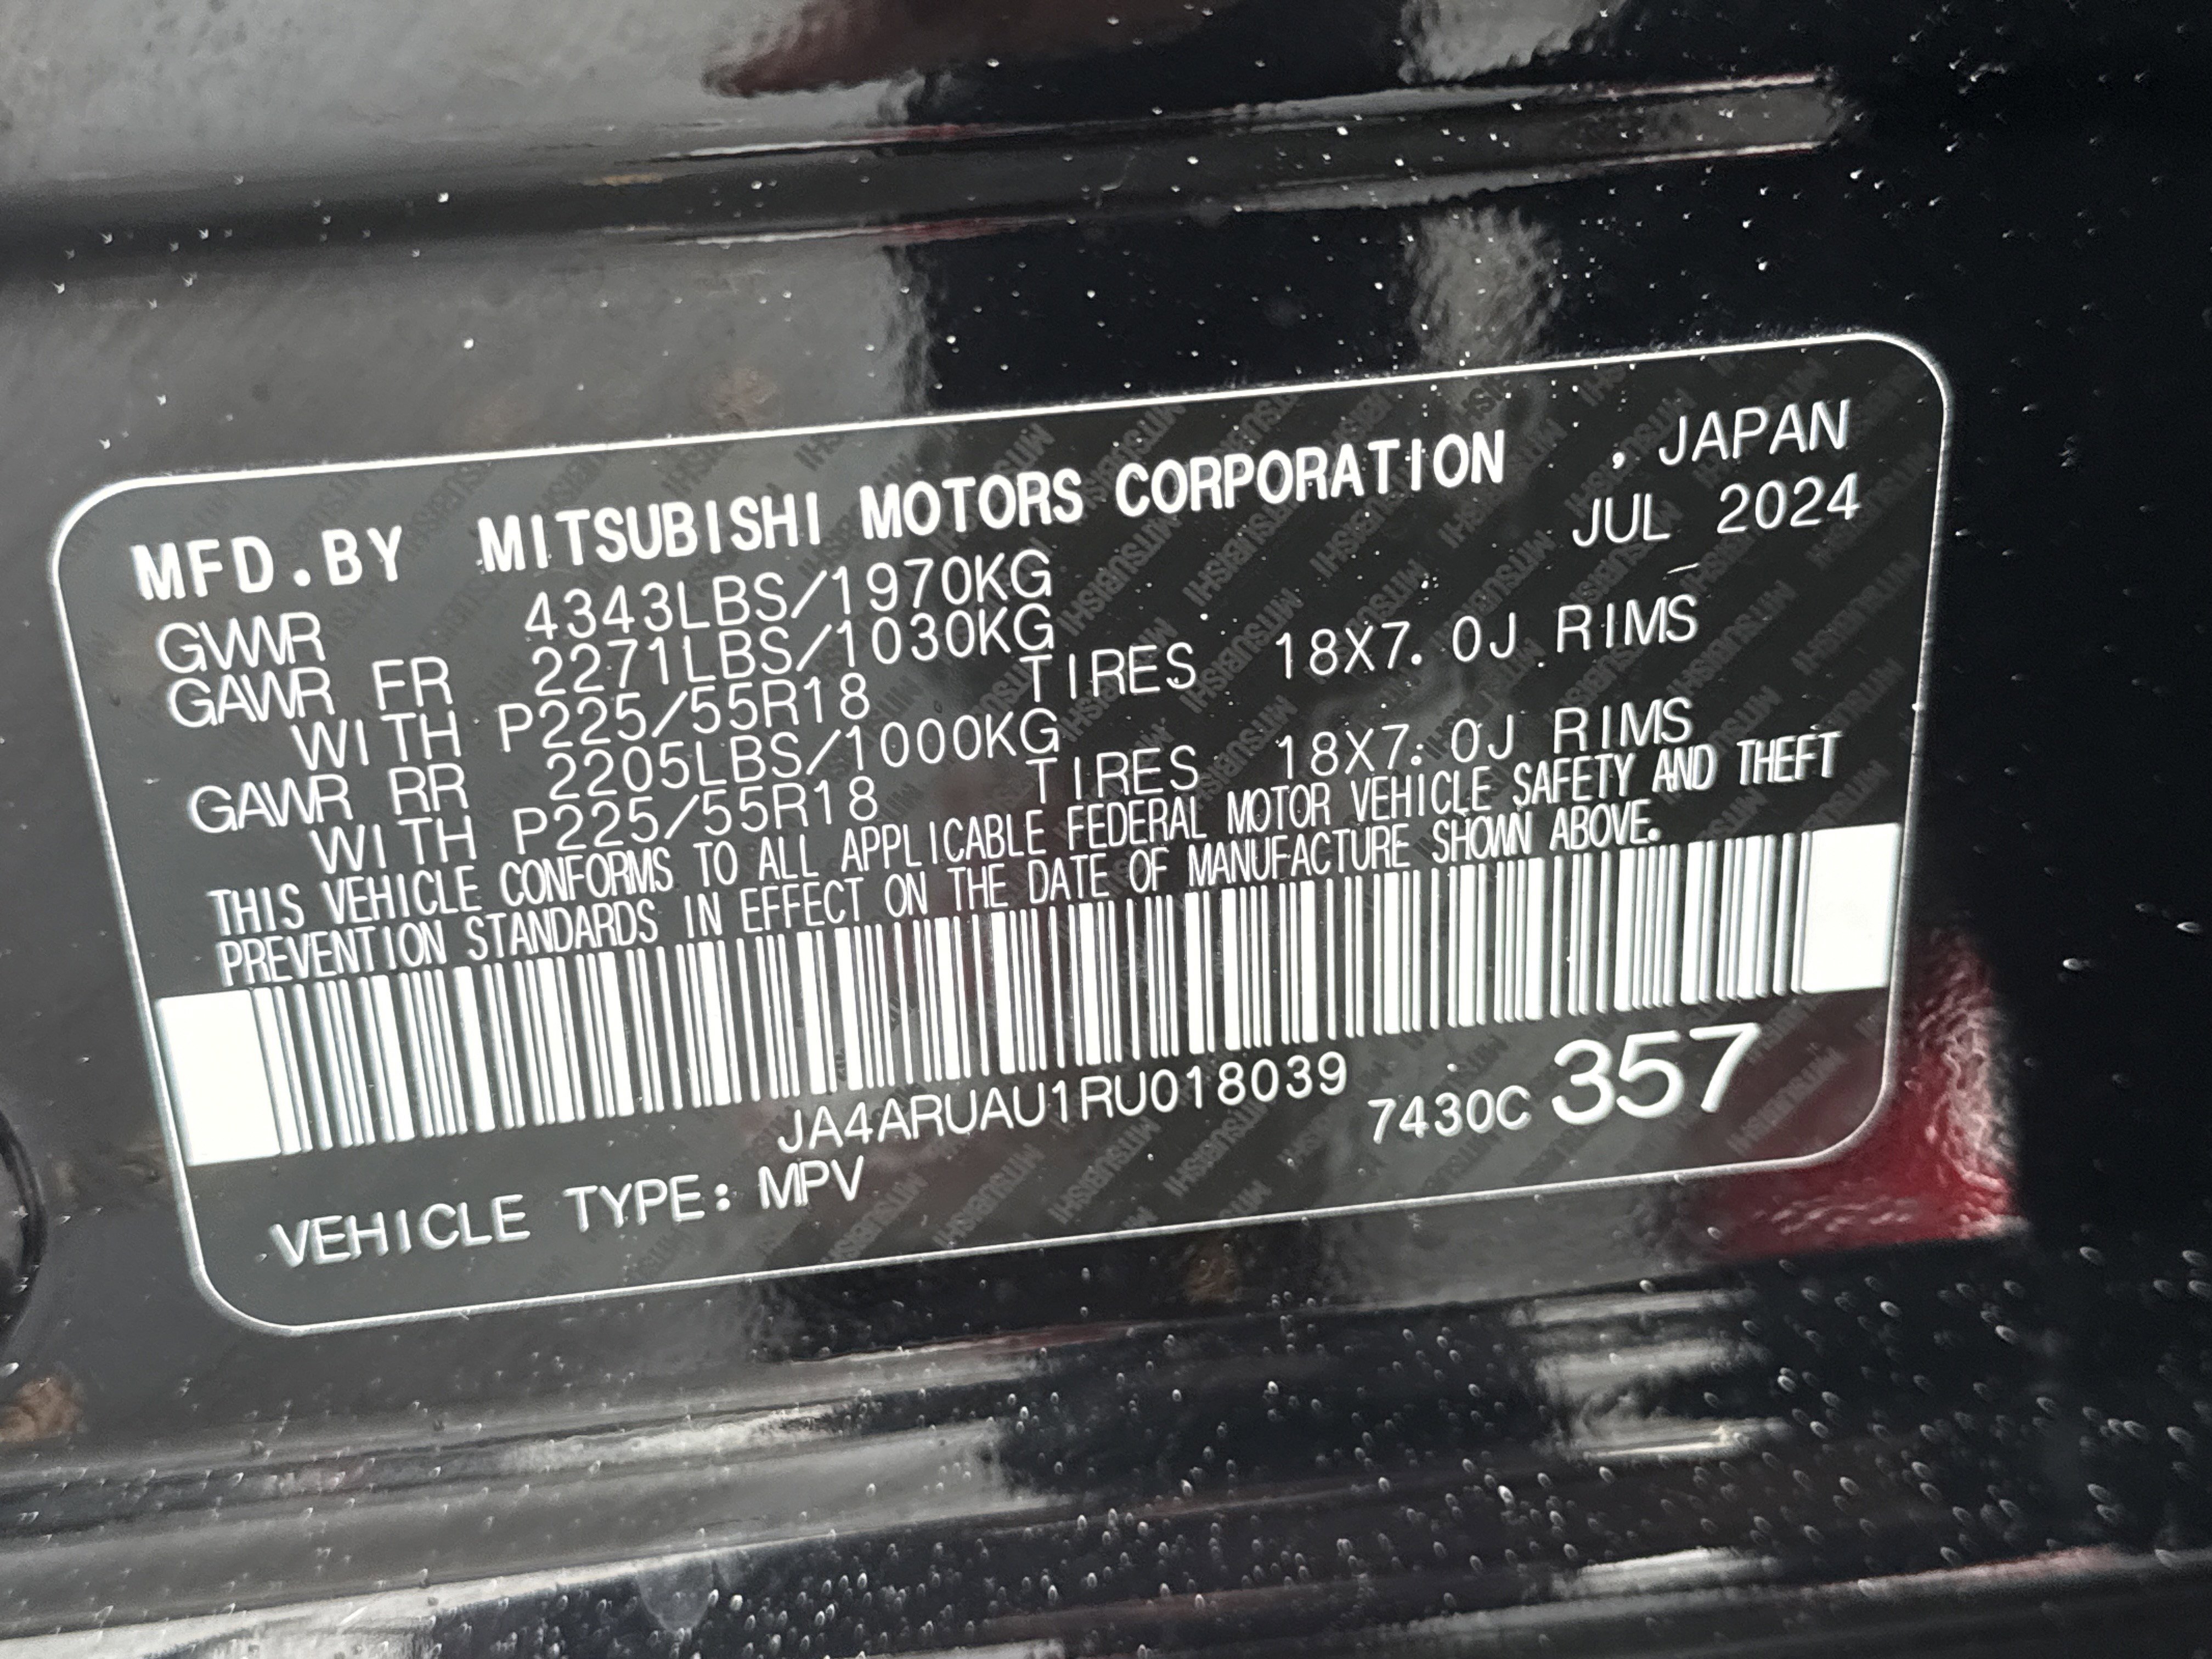 MFD.BY MITSUBISHI MOTORS CORPORATION , JAPAN
JUL 2024
GVWR 4343LBS/1970KG
GAWR FR 2271LBS/1030KG
WITH P225/55R18 TIRES 18X7.0J RIMS
GAWR RR 2205LBS/1000KG
WITH P225/55R18 TIRES 18X7.0J RIMS
THIS VEHICLE CONFORMS TO ALL APPLICABLE FEDERAL MOTOR VEHICLE SAFETY AND THEFT
PREVENTION STANDARDS IN EFFECT ON THE DATE OF MANUFACTURE SHOWN ABOVE.
JA4ARUAU1RU018039 7430C 357
VEHICLE TYPE: MPV